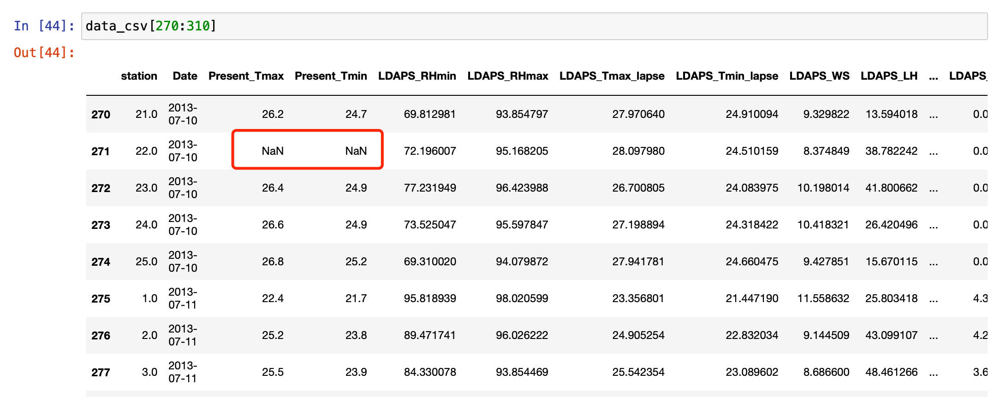 In [44]: data_csv[270:310]
Out[44]:
station Date Present_Tmax Present_Tmin LDAPS_RHmin LDAPS_RHmax LDAPS_Tmax_lapse LDAPS_Tmin_lapse LDAPS_WS LDAPS_LH ... LDAPS_
270 21.0 2013-07-10 26.2 24.7 69.812981 93.854797 27.970640 24.910094 9.329822 13.594018 ... 0.0
271 22.0 2013-07-10 NaN NaN 72.196007 95.168205 28.097980 24.510159 8.374849 38.782242 ... 0.0
272 23.0 2013-07-10 26.4 24.9 77.231949 96.423988 26.700805 24.083975 10.198014 41.800662 ... 0.0
273 24.0 2013-07-10 26.6 24.9 73.525047 95.597847 27.198894 24.318422 10.418321 26.420496 ... 0.0
274 25.0 2013-07-10 26.8 25.2 69.310020 94.079872 27.941781 24.660475 9.427851 15.670115 ... 0.0
275 1.0 2013-07-11 22.4 21.7 95.818939 98.020599 23.356801 21.447190 11.558632 25.803418 ... 4.3
276 2.0 2013-07-11 25.2 23.8 89.471741 96.026222 24.905254 22.832034 9.144509 43.099107 ... 4.2
277 3.0 2013-07-11 25.5 23.9 84.330078 93.854469 25.542354 23.089602 8.686600 48.461266 ... 3.6